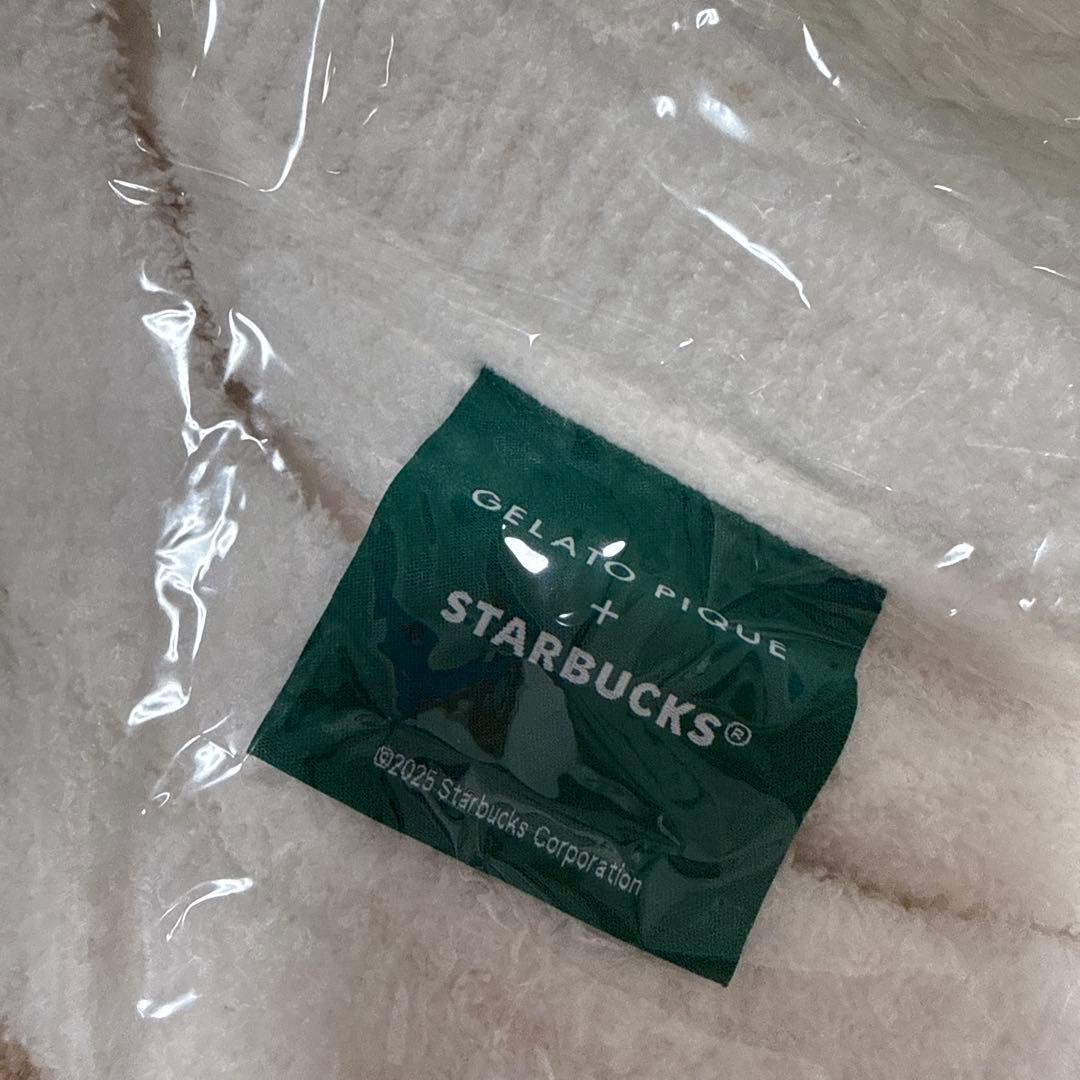 GELATO PIQUE
+
STARBUCKS®
©2025 Starbucks Corporation